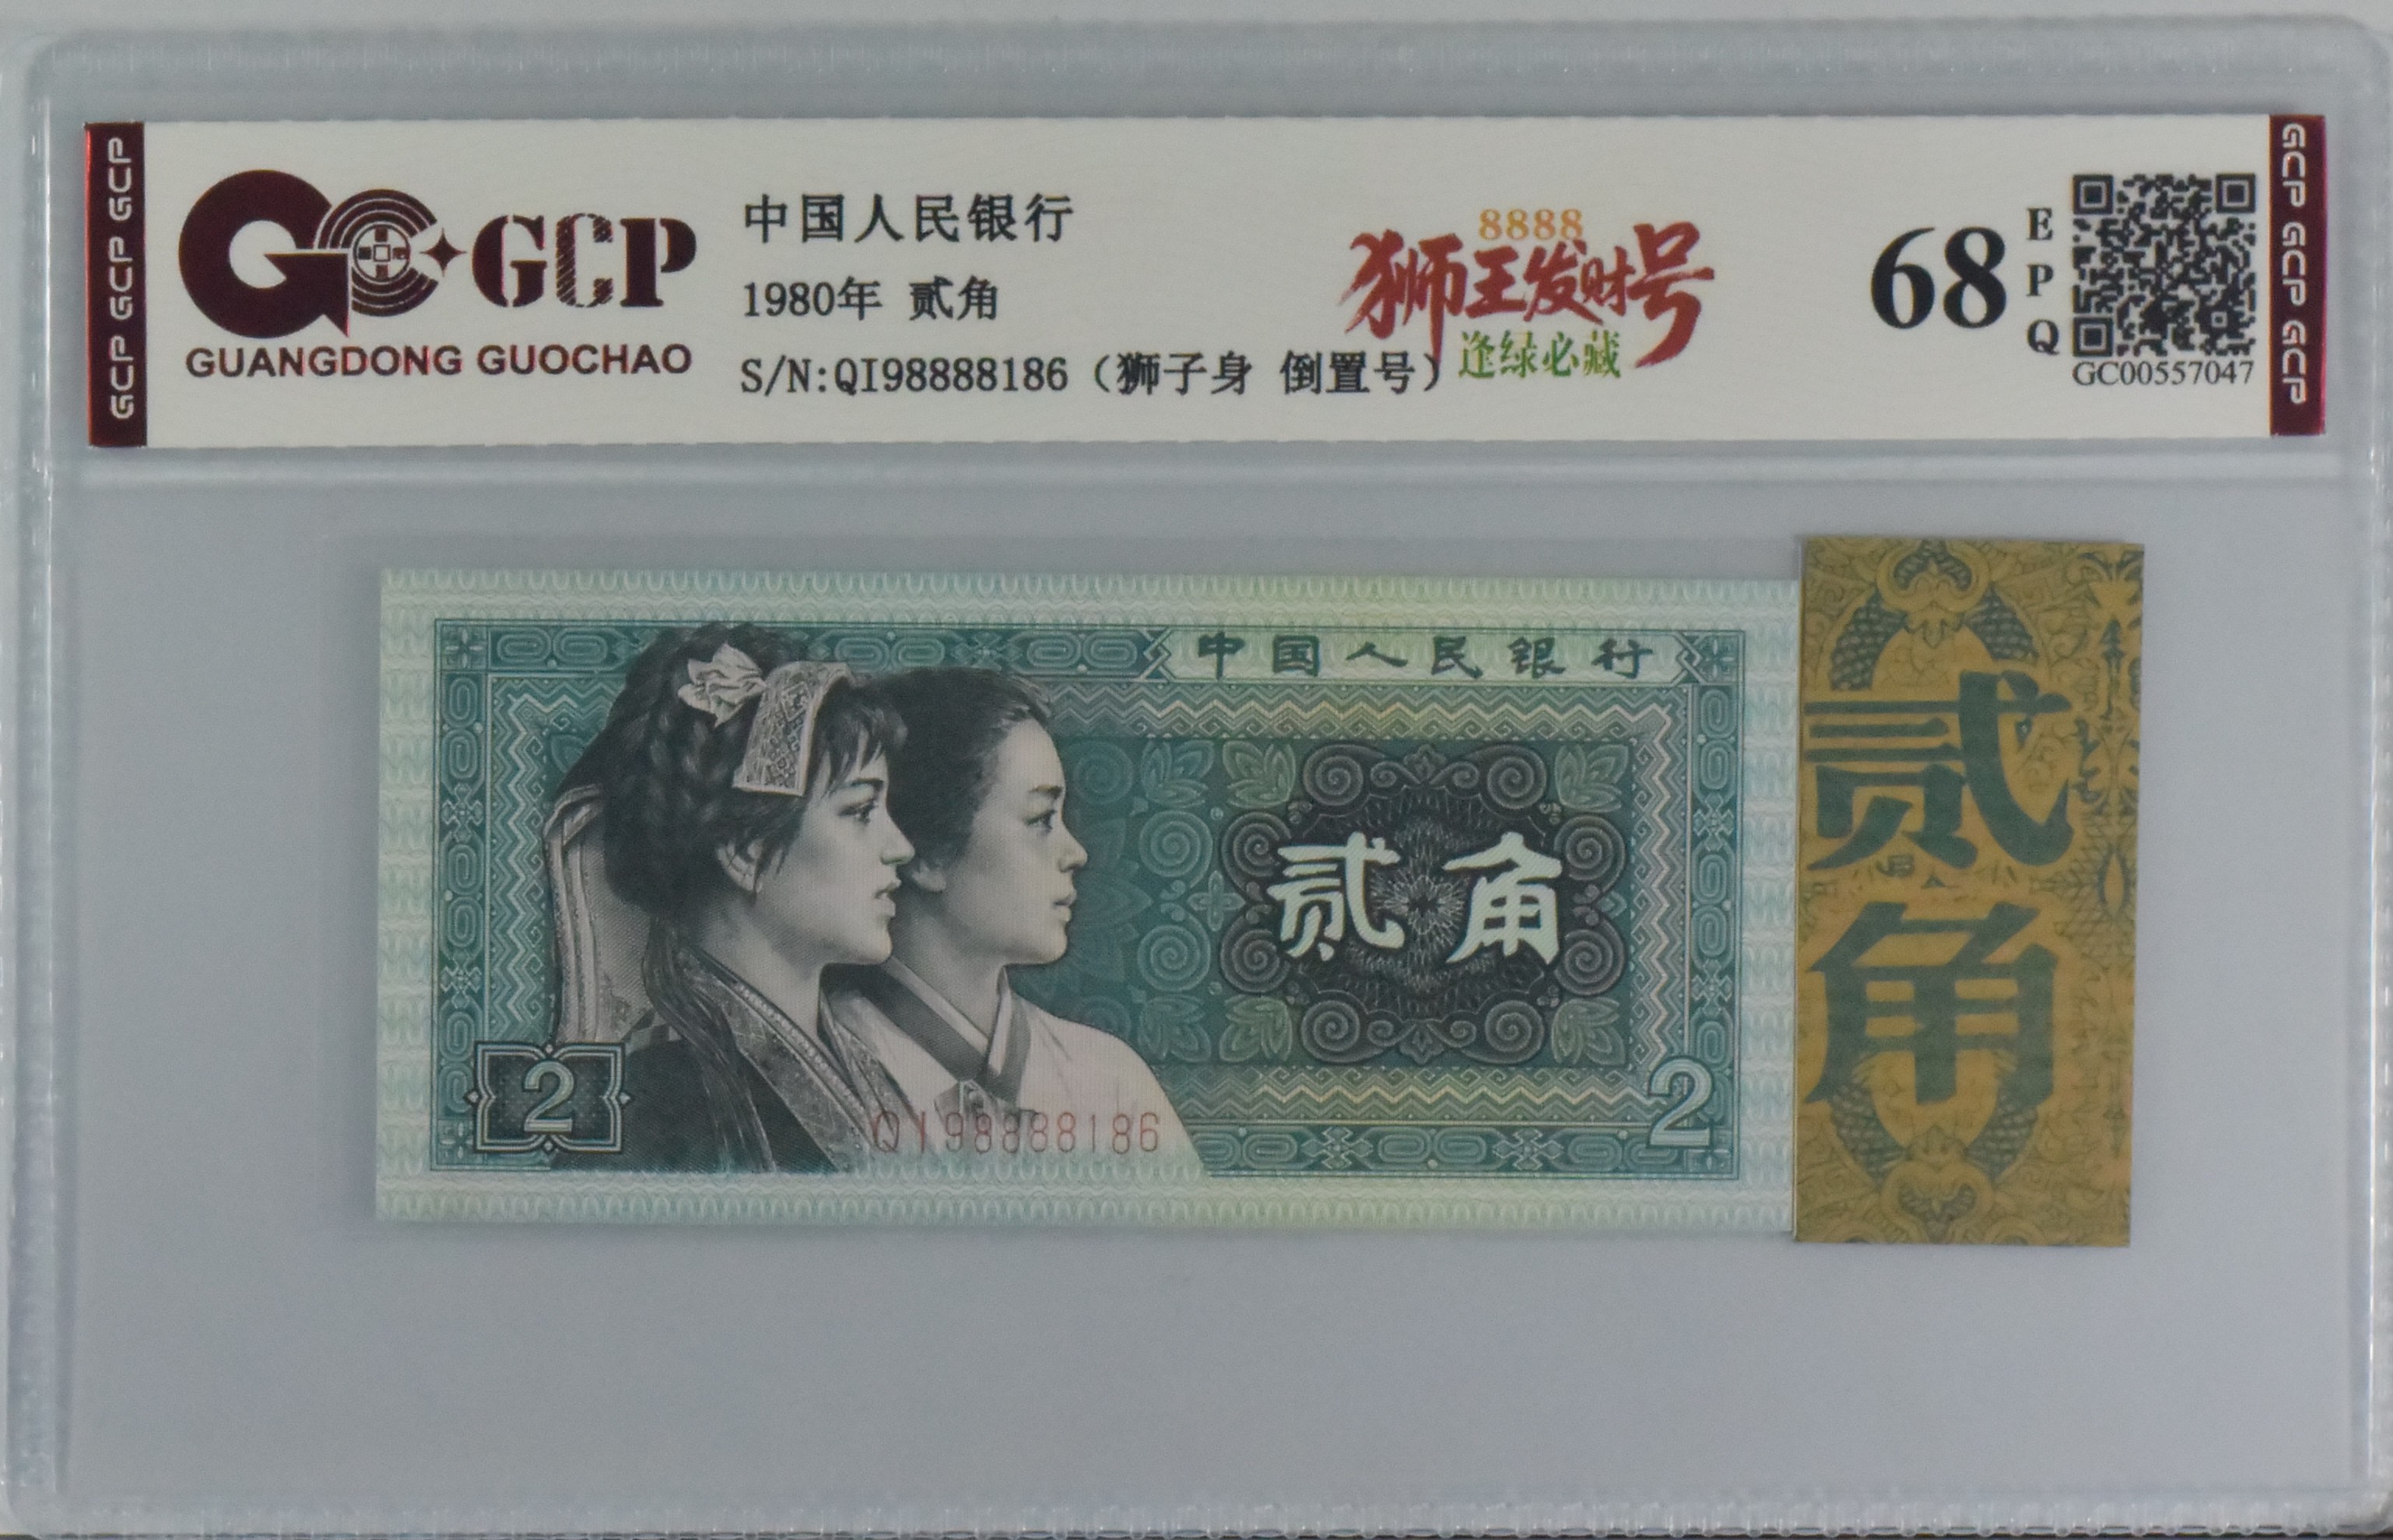 GCP GCP GCP
GCP
GUANGDONG GUOCHAO
中国人民银行
1980年 贰角
S/N:QI98888186（狮子身 倒置号）
8888
狮王发财号
逢绿必藏
68
EPQ
GC00557047
GCP GCP GCP
中国人民银行
贰角
2
QI98888186
2
贰角